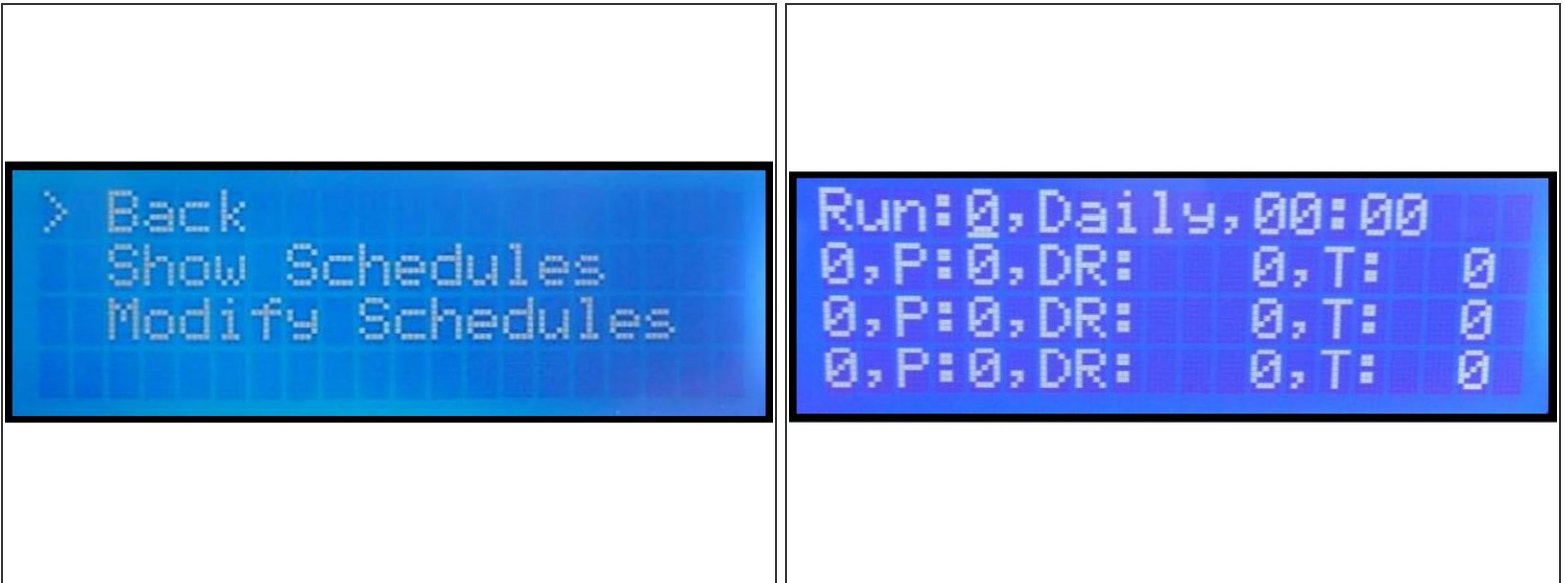 > Back
Show Schedules
Modify Schedules
Run:0,Daily,00:00
0,P:0,DR:   0,T:  0
0,P:0,DR:   0,T:  0
0,P:0,DR:   0,T:  0